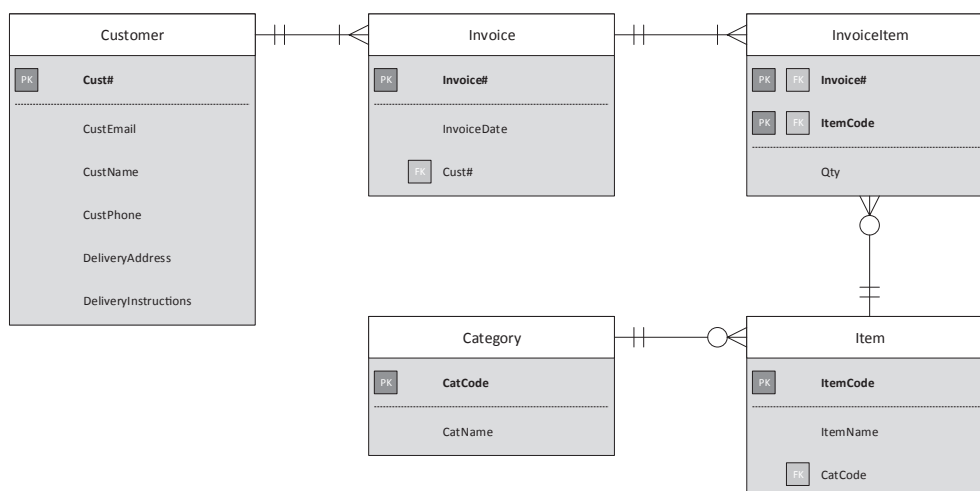 Customer
PK Cust#
CustEmail
CustName
CustPhone
DeliveryAddress
DeliveryInstructions
Invoice
PK Invoice#
InvoiceDate
FK Cust#
InvoiceItem
PK FK Invoice#
PK FK ItemCode
Qty
Category
PK CatCode
CatName
Item
PK ItemCode
ItemName
FK CatCode